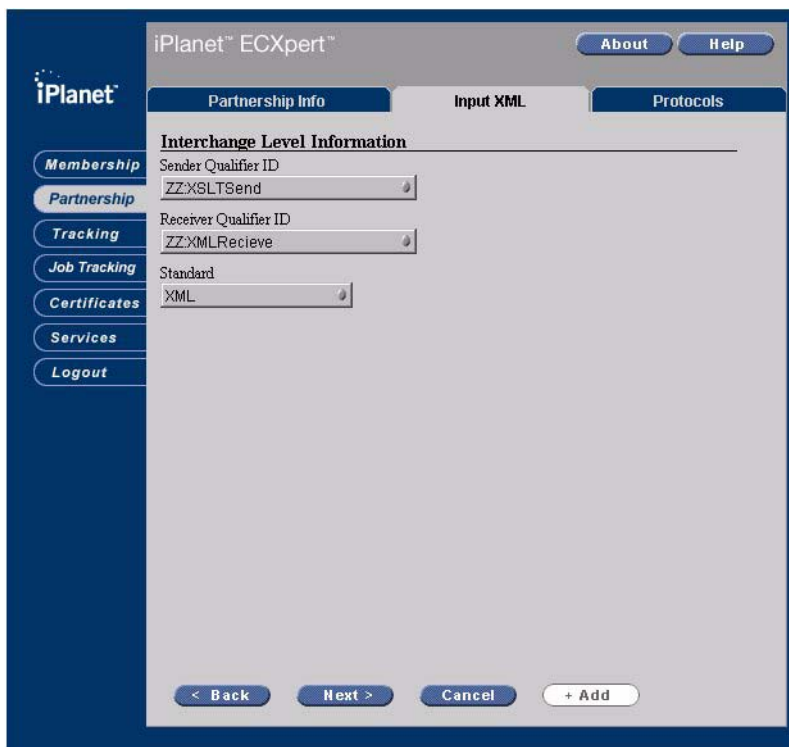 iPlanet™ ECXpert™
About Help
iPlanet™
Partnership Info Input XML Protocols
Interchange Level Information
Membership
Sender Qualifier ID
ZZ:XSLTSend
Partnership
Receiver Qualifier ID
Tracking
ZZ:XMLRecieve
Job Tracking
Standard
XML
Certificates
Services
Logout
< Back Next > Cancel + Add